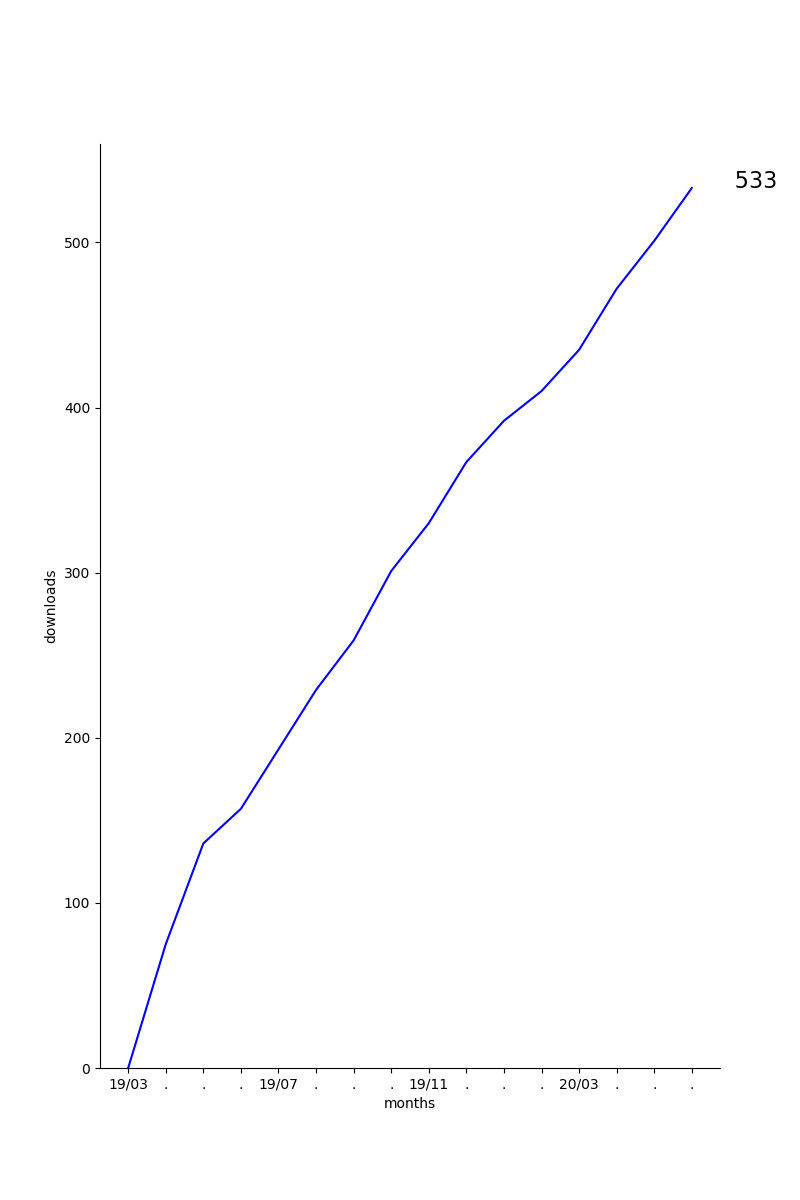 533
500
400
300
200
100
0
downloads
19/03 . . . 19/07 . . . 19/11 . . . 20/03 . . .
months